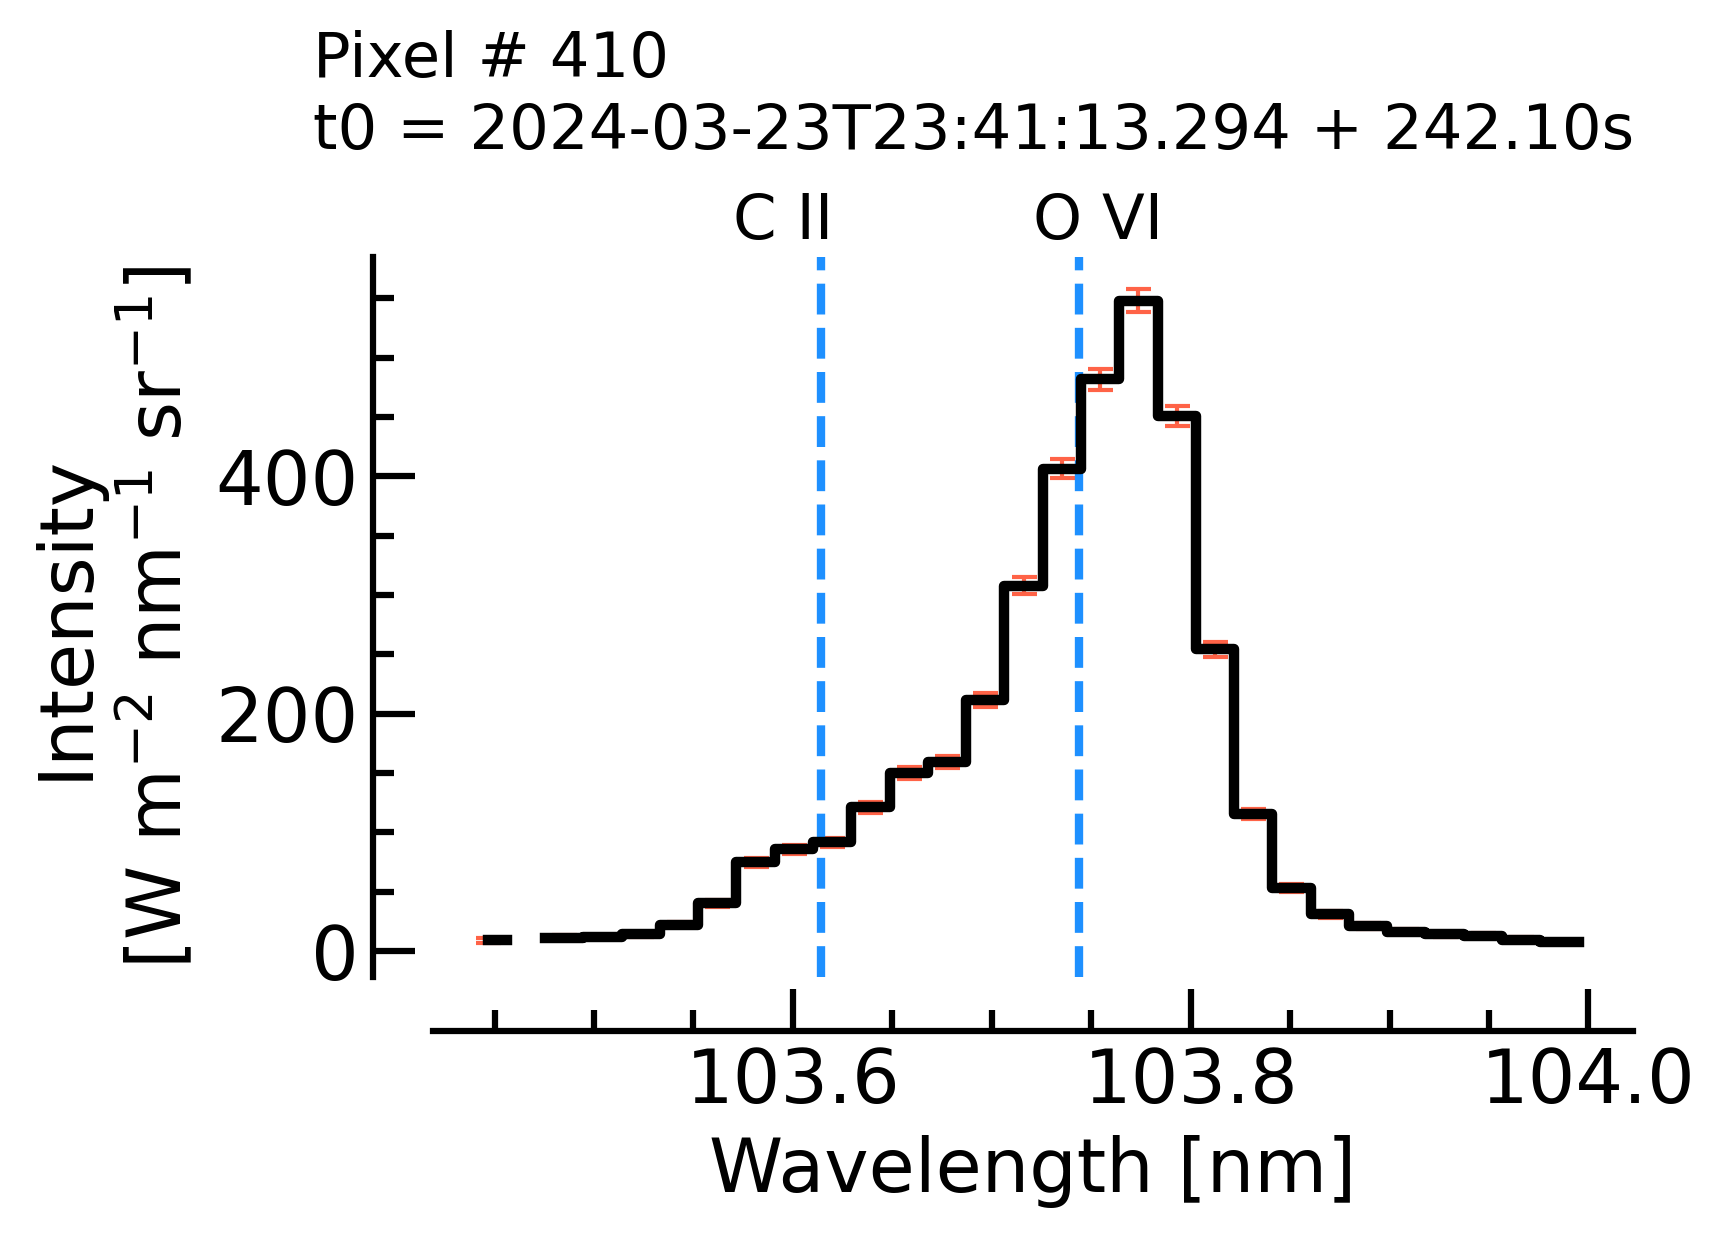 Pixel # 410
t0 = 2024-03-23T23:41:13.294 + 242.10s
C II O VI
Intensity
[W m⁻² nm⁻¹ sr⁻¹]
400
200
0
103.6 103.8 104.0
Wavelength [nm]